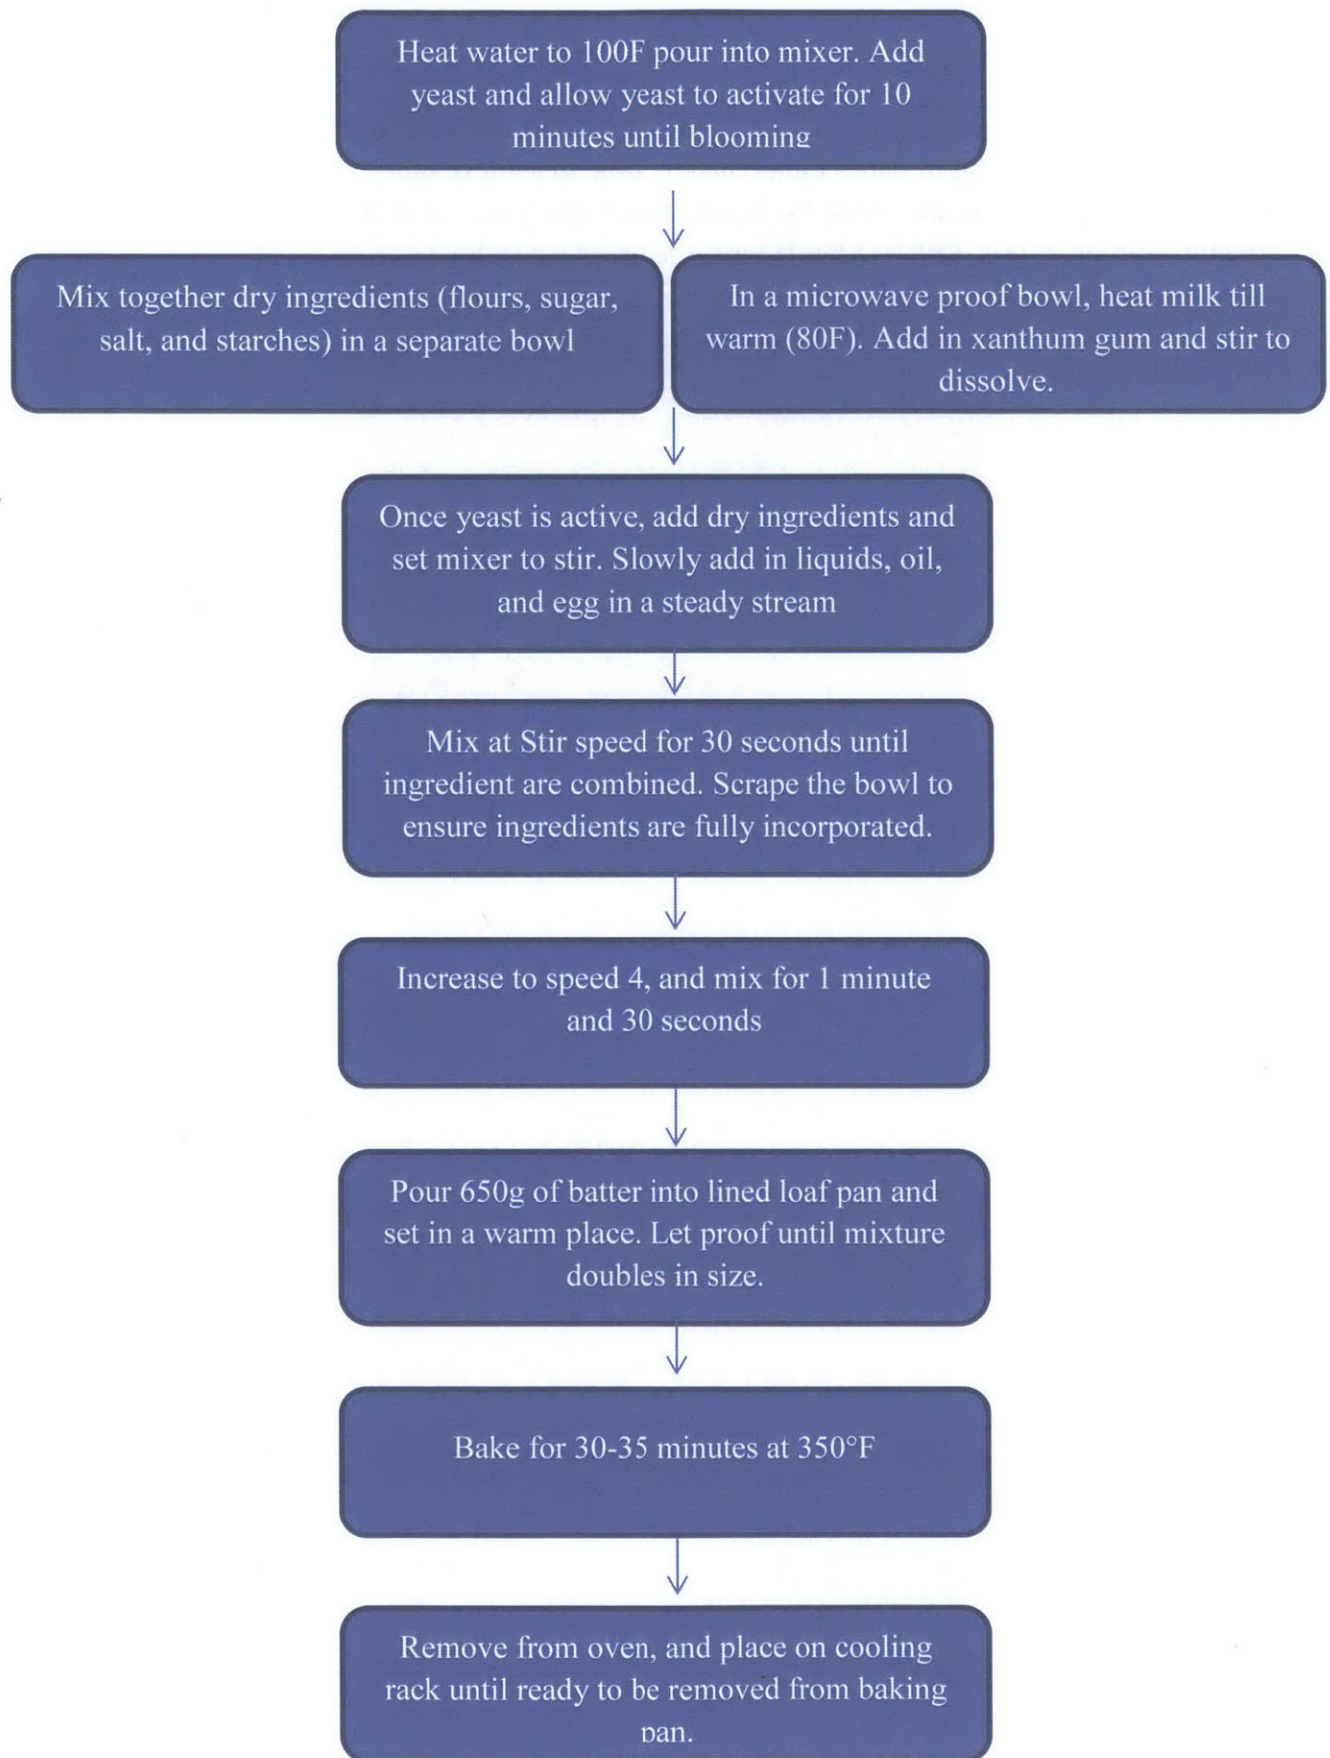 Heat water to 100F pour into mixer. Add
yeast and allow yeast to activate for 10
minutes until blooming
Mix together dry ingredients (flours, sugar,
salt, and starches) in a separate bowl
In a microwave proof bowl, heat milk till
warm (80F). Add in xanthum gum and stir to
dissolve.
Once yeast is active, add dry ingredients and
set mixer to stir. Slowly add in liquids, oil,
and egg in a steady stream
Mix at Stir speed for 30 seconds until
ingredient are combined. Scrape the bowl to
ensure ingredients are fully incorporated.
Increase to speed 4, and mix for 1 minute
and 30 seconds
Pour 650g of batter into lined loaf pan and
set in a warm place. Let proof until mixture
doubles in size.
Bake for 30-35 minutes at 350°F
Remove from oven, and place on cooling
rack until ready to be removed from baking
pan.